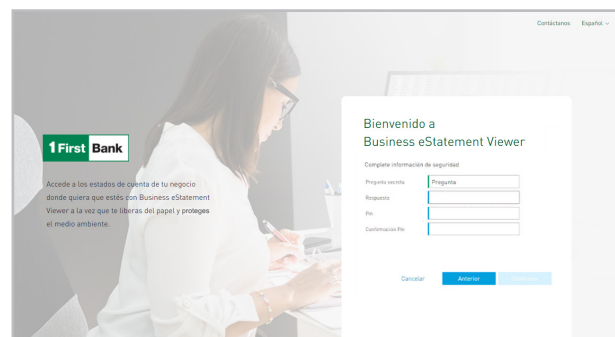 Contáctanos Español
Bienvenido a
Business eStatement Viewer
1 First Bank
Complete información de seguridad
Pregunta secreta Pregunta
Accede a los estados de cuenta de tu negocio
donde quiera que estés con Business eStatement
Respuesta
Viewer a la vez que te liberas del papel y proteges
Pin
el medio ambiente.
Confirmación Pin
Cancelar Anterior